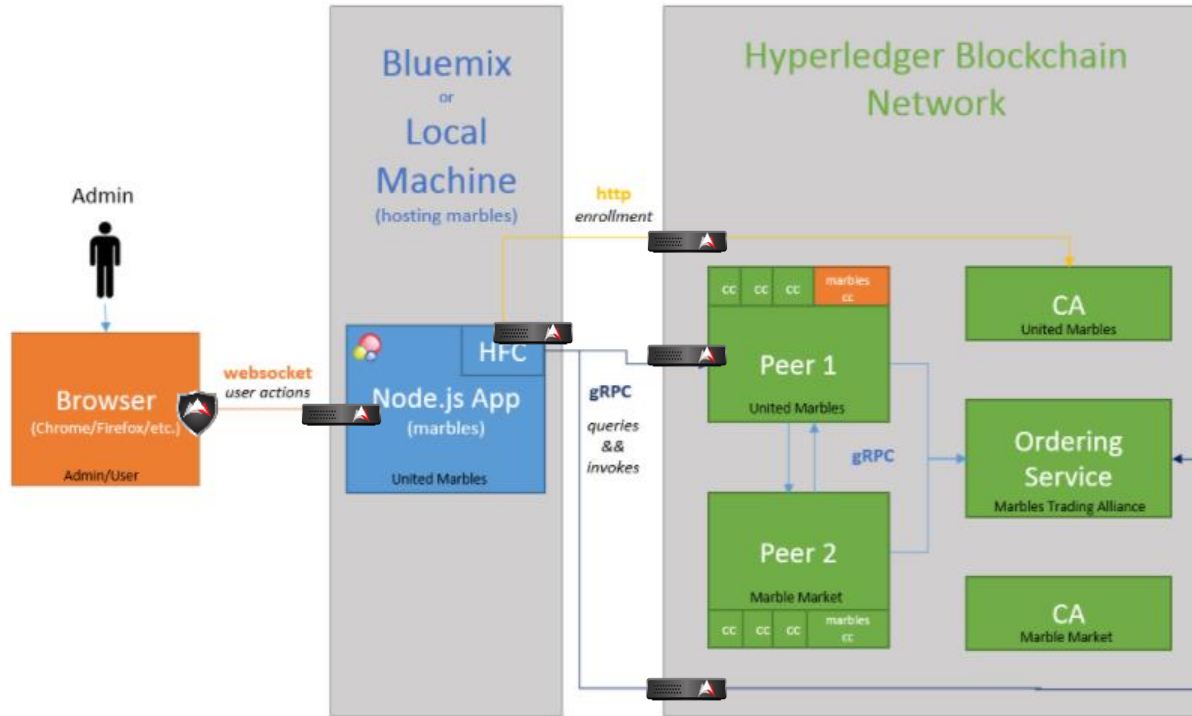 Admin
Browser
(Chrome/Firefox/etc.)
Admin/User
websocket
user actions
Bluemix
or
Local
Machine
(hosting marbles)
HFC
Node.js App
(marbles)
United Marbles
http
enrollment
gRPC
queries
&&
invokes
Hyperledger Blockchain
Network
cc cc cc marbles
cc
Peer 1
United Marbles
gRPC
Peer 2
Marble Market
cc cc cc marbles
cc
CA
United Marbles
Ordering
Service
Marbles Trading Alliance
CA
Marble Market